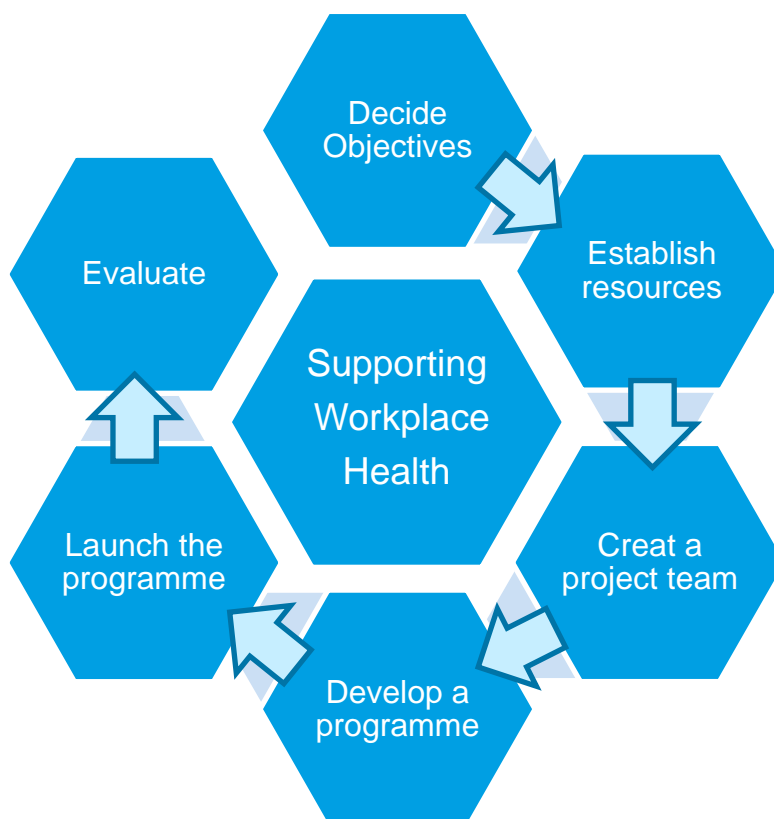 Decide
Objectives
Establish
resources
Creat a
project team
Develop a
programme
Launch the
programme
Evaluate
Supporting
Workplace
Health